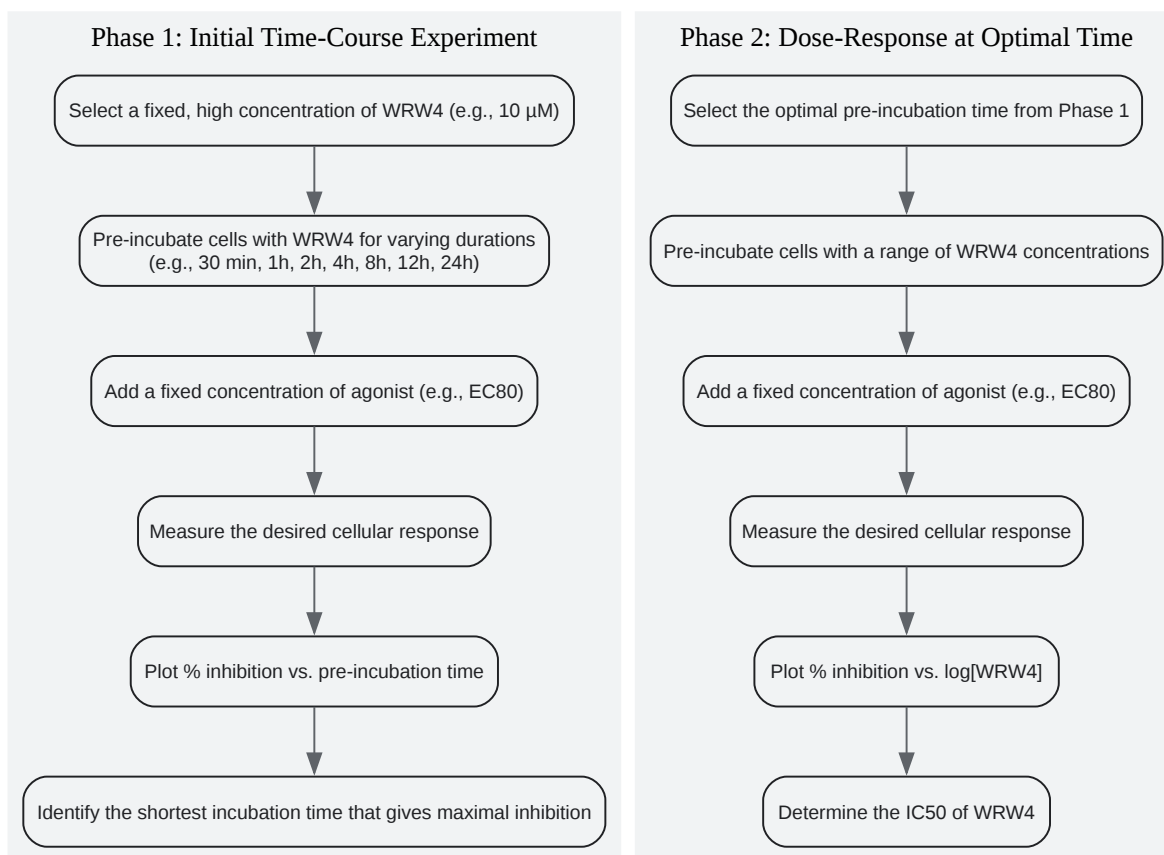 Phase 1: Initial Time-Course Experiment
Select a fixed, high concentration of WRW4 (e.g., 10 µM)
Pre-incubate cells with WRW4 for varying durations
(e.g., 30 min, 1h, 2h, 4h, 8h, 12h, 24h)
Add a fixed concentration of agonist (e.g., EC80)
Measure the desired cellular response
Plot % inhibition vs. pre-incubation time
Identify the shortest incubation time that gives maximal inhibition
Phase 2: Dose-Response at Optimal Time
Select the optimal pre-incubation time from Phase 1
Pre-incubate cells with a range of WRW4 concentrations
Add a fixed concentration of agonist (e.g., EC80)
Measure the desired cellular response
Plot % inhibition vs. log[WRW4]
Determine the IC50 of WRW4